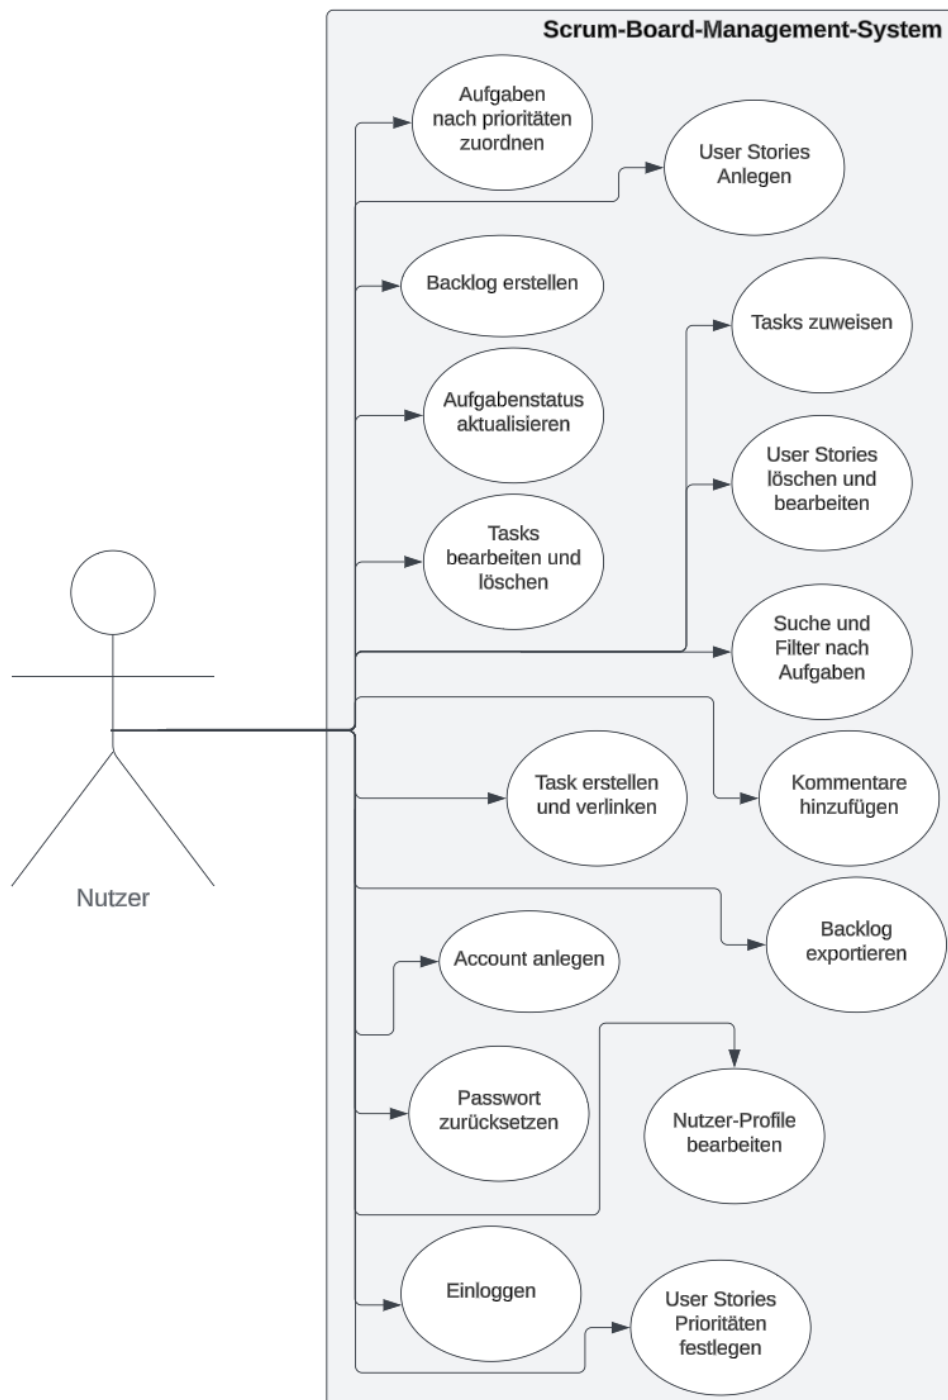 Scrum-Board-Management-System
Aufgaben
nach prioritäten
zuordnen
User Stories
Anlegen
Backlog erstellen
Tasks zuweisen
Aufgabenstatus
aktualisieren
User Stories
löschen und
bearbeiten
Tasks
bearbeiten und
löschen
Suche und
Filter nach
Aufgaben
Task erstellen
und verlinken
Kommentare
hinzufügen
Nutzer
Backlog
exportieren
Account anlegen
Passwort
zurücksetzen
Nutzer-Profile
bearbeiten
Einloggen
User Stories
Prioritäten
festlegen